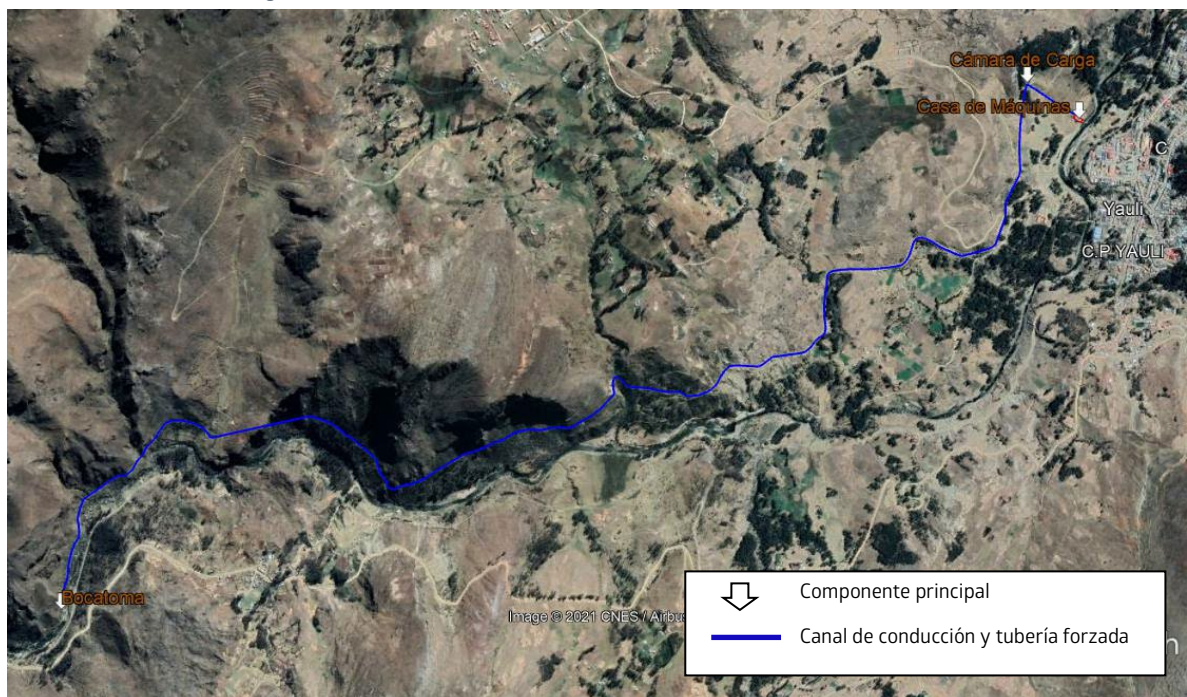 Cámara de Carga
Casa de Máquinas
C
Yauli
C.P YAULI
Bocatoma
Image © 2021 CNES / Airbus
Componente principal
Canal de conducción y tubería forzada